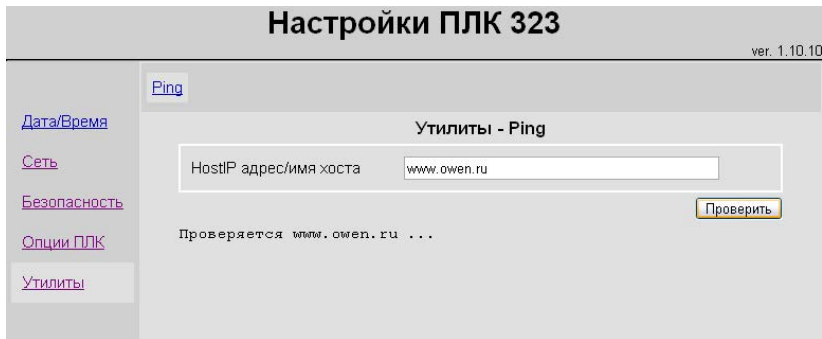 Настройки ПЛК 323
ver. 1.10.10
Ping
Дата/Время
Сеть
Безопасность
Опции ПЛК
Утилиты
Утилиты - Ping
HostIP адрес/имя хоста
www.owen.ru
Проверить
Проверяется www.owen.ru ...